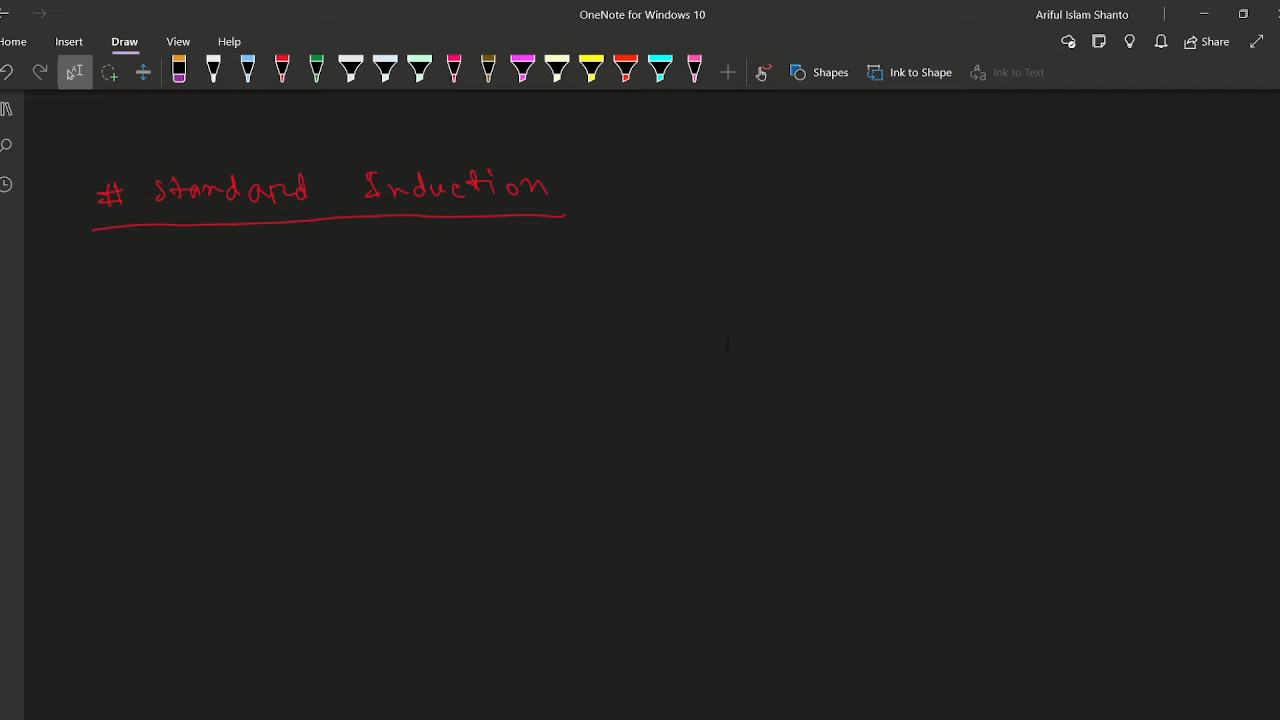 OneNote for Windows 10
Ariful Islam Shanto
Home Insert Draw View Help
Share
Shapes
Ink to Shape
Ink to Text
# Standard Induction